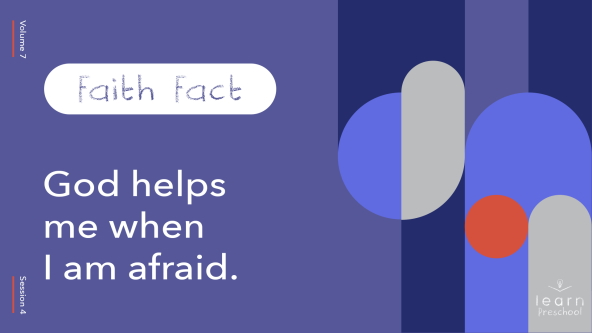 Volume 7
Faith Fact
God helps
me when
I am afraid.
Session 4
learn
Preschool